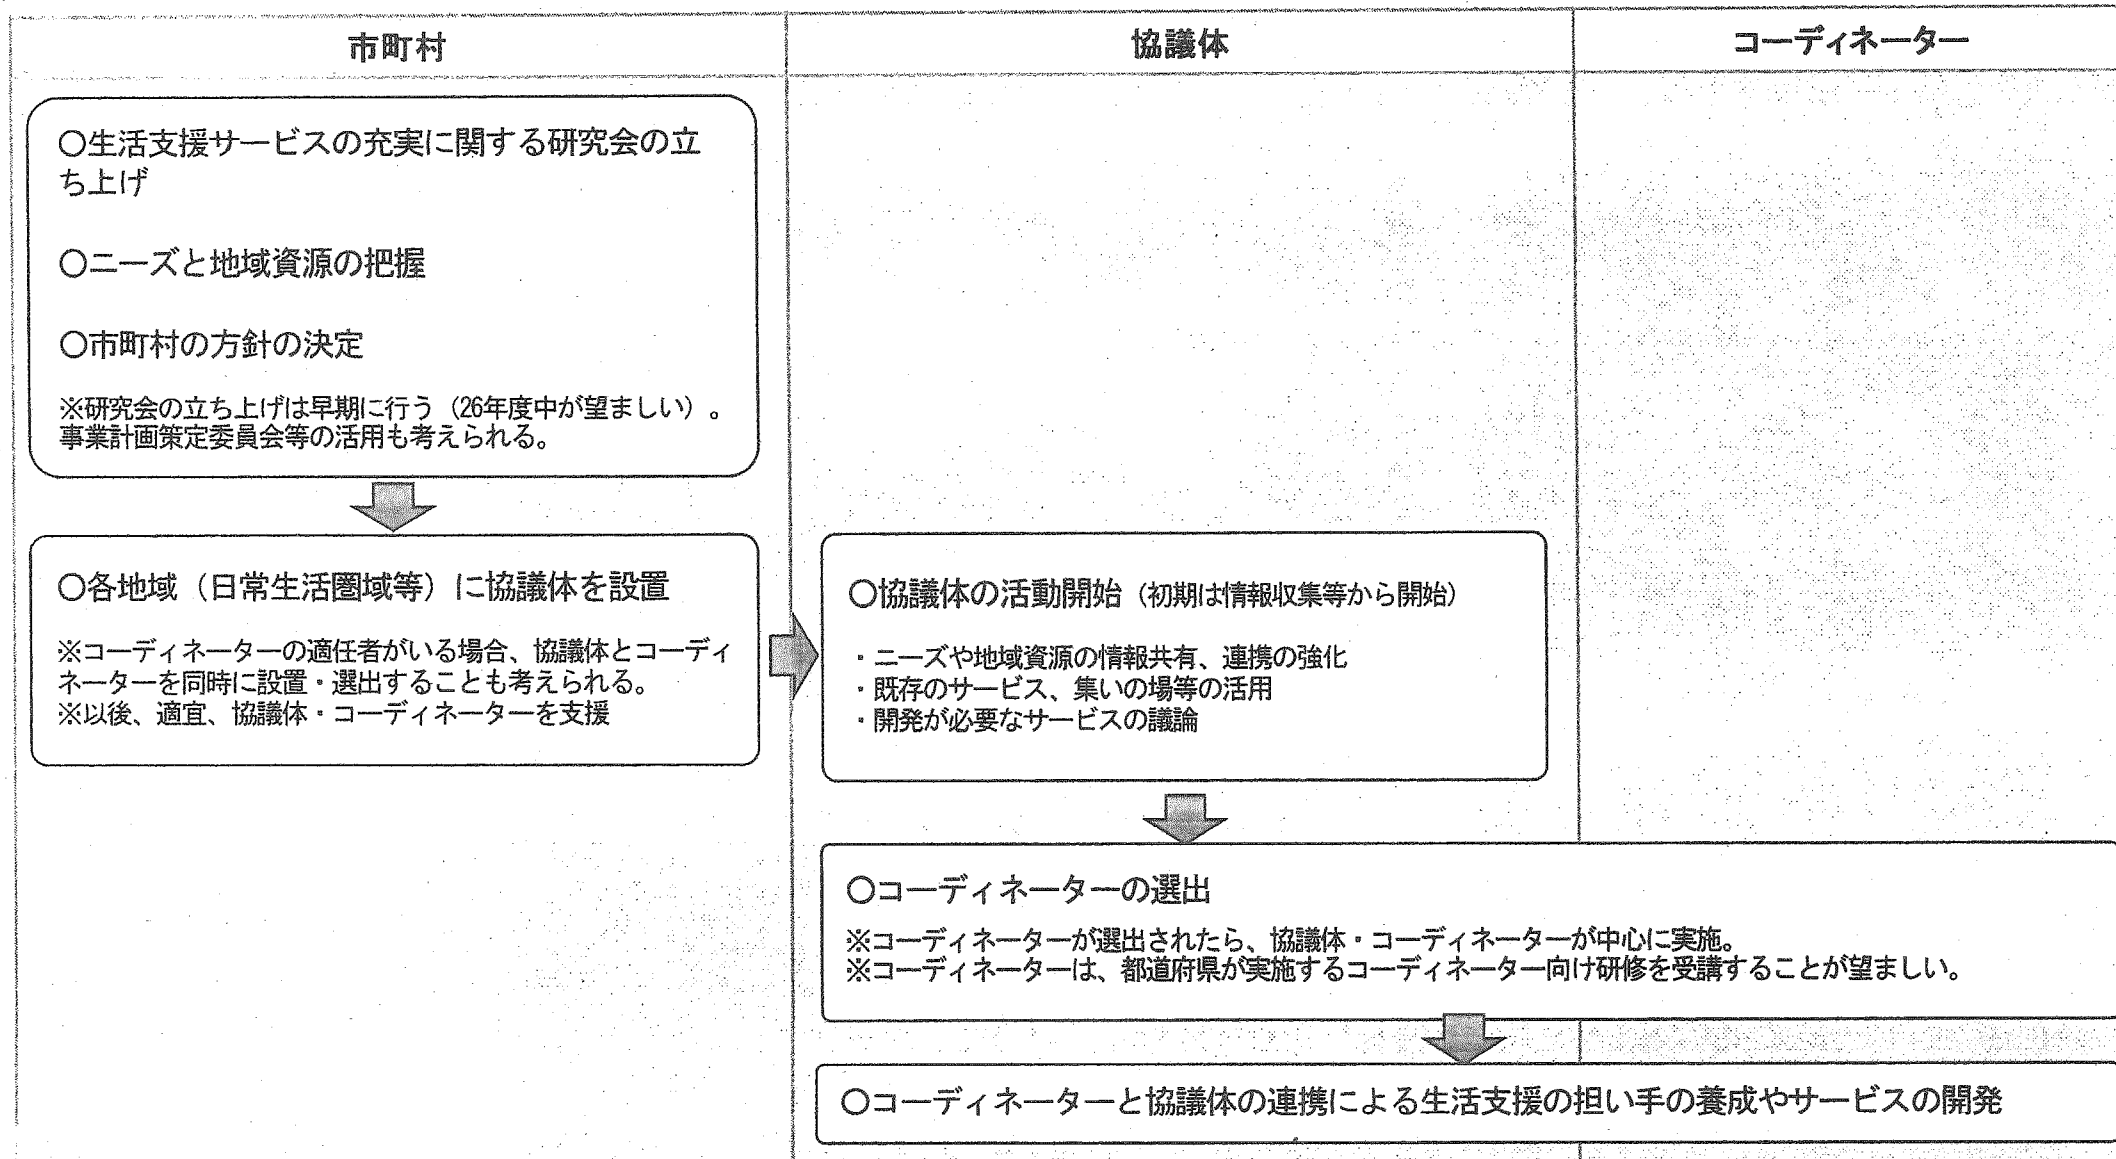 市町村
協議体
コーディネーター
○生活支援サービスの充実に関する研究会の立
ち上げ
○ニーズと地域資源の把握
○市町村の方針の決定
※研究会の立ち上げは早期に行う（26年度中が望ましい）。
事業計画策定委員会等の活用も考えられる。
○各地域（日常生活圏域等）に協議体を設置
※コーディネーターの適任者がいる場合、協議体とコーディ
ネーターを同時に設置・選出することも考えられる。
※以後、適宜、協議体・コーディネーターを支援
○協議体の活動開始（初期は情報収集等から開始）
・ニーズや地域資源の情報共有、連携の強化
・既存のサービス、集いの場等の活用
・開発が必要なサービスの議論
○コーディネーターの選出
※コーディネーターが選出されたら、協議体・コーディネーターが中心に実施。
※コーディネーターは、都道府県が実施するコーディネーター向け研修を受講することが望ましい。
○コーディネーターと協議体の連携による生活支援の担い手の養成やサービスの開発